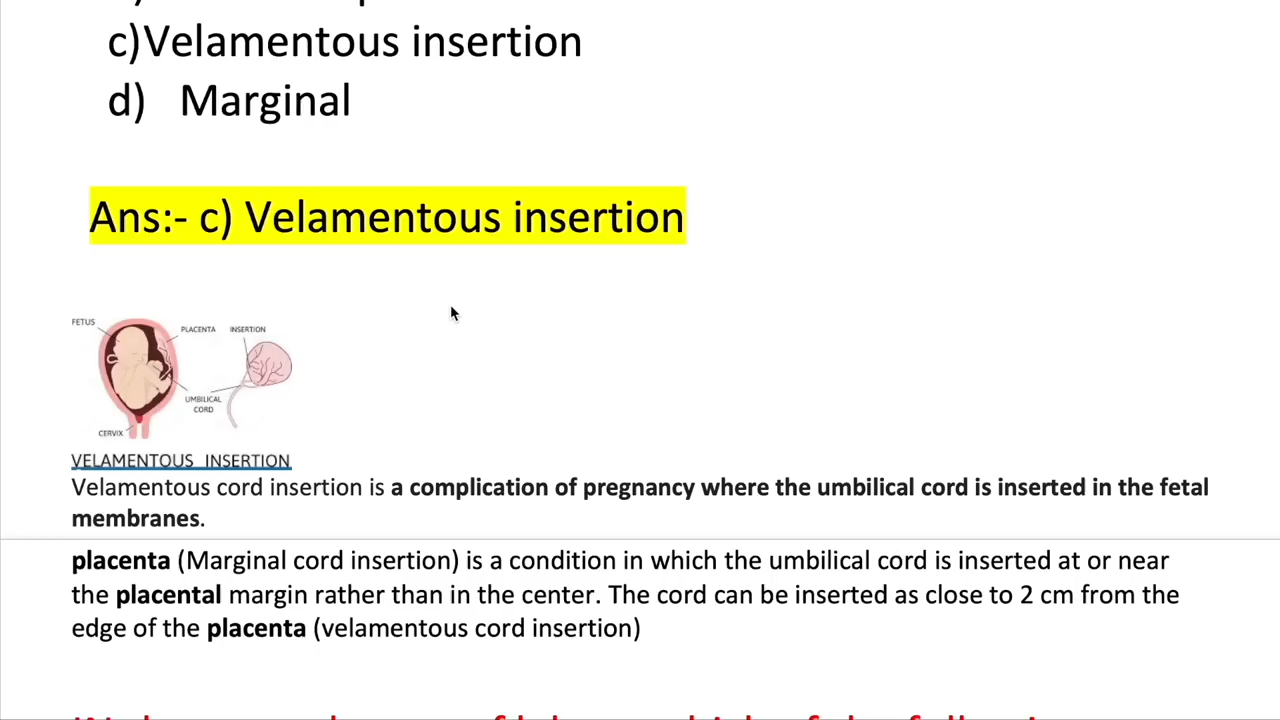 c)Velamentous insertion
d) Marginal
Ans:- c) Velamentous insertion
FETUS
PLACENTA
INSERTION
UMBILICAL
CORD
CERVIX
VELAMENTOUS INSERTION
Velamentous cord insertion is a complication of pregnancy where the umbilical cord is inserted in the fetal
membranes.
placenta (Marginal cord insertion) is a condition in which the umbilical cord is inserted at or near
the placental margin rather than in the center. The cord can be inserted as close to 2 cm from the
edge of the placenta (velamentous cord insertion)